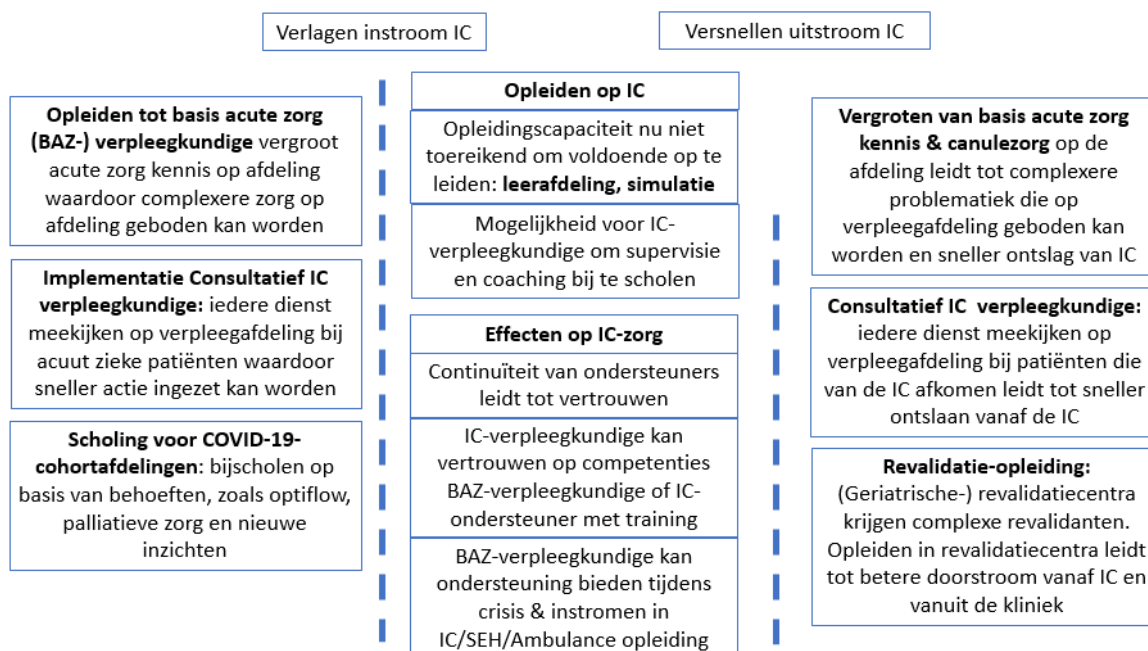 Verlagen instroom IC
Versnellen uitstroom IC
Opleiden tot basis acute zorg
(BAZ-) verpleegkundige vergroot
acute zorg kennis op afdeling
waardoor complexere zorg op
afdeling geboden kan worden
Implementatie Consultatief IC
verpleegkundige: iedere dienst
meekijken op verpleegafdeling bij
acuut zieke patiënten waardoor
sneller actie ingezet kan worden
Scholing voor COVID-19-
cohortafdelingen: bijscholen op
basis van behoeften, zoals optiflow,
palliatieve zorg en nieuwe
inzichten
Opleiden op IC
Opleidingscapaciteit nu niet
toereikend om voldoende op te
leiden: leerafdeling, simulatie
Mogelijkheid voor IC-
verpleegkundige om supervisie
en coaching bij te scholen
Effecten op IC-zorg
Continuïteit van ondersteuners
leidt tot vertrouwen
IC-verpleegkundige kan
vertrouwen op competenties
BAZ-verpleegkundige of IC-
ondersteuner met training
BAZ-verpleegkundige kan
ondersteuning bieden tijdens
crisis & instromen in
IC/SEH/Ambulance opleiding
Vergroten van basis acute zorg
kennis & canulezorg op de
afdeling leidt tot complexere
problematiek die op
verpleegafdeling geboden kan
worden en sneller ontslag van IC
Consultatief IC verpleegkundige:
iedere dienst meekijken op
verpleegafdeling bij patiënten die
van de IC afkomen leidt tot sneller
ontslaan vanaf de IC
Revalidatie-opleiding:
(Geriatrische-) revalidatiecentra
krijgen complexe revalidanten.
Opleiden in revalidatiecentra leidt
tot betere doorstroom vanaf IC en
vanuit de kliniek